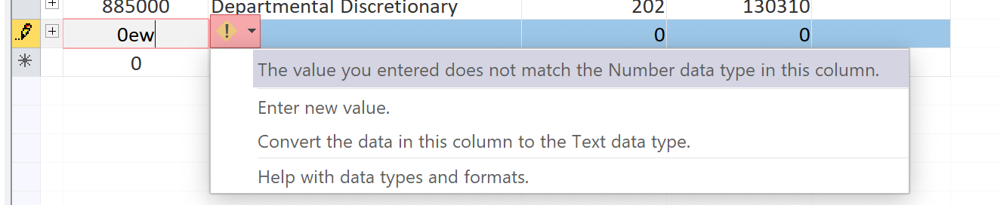 885000 Departmental Discretionary 202 130310
0ew 0 0
0
The value you entered does not match the Number data type in this column.
Enter new value.
Convert the data in this column to the Text data type.
Help with data types and formats.